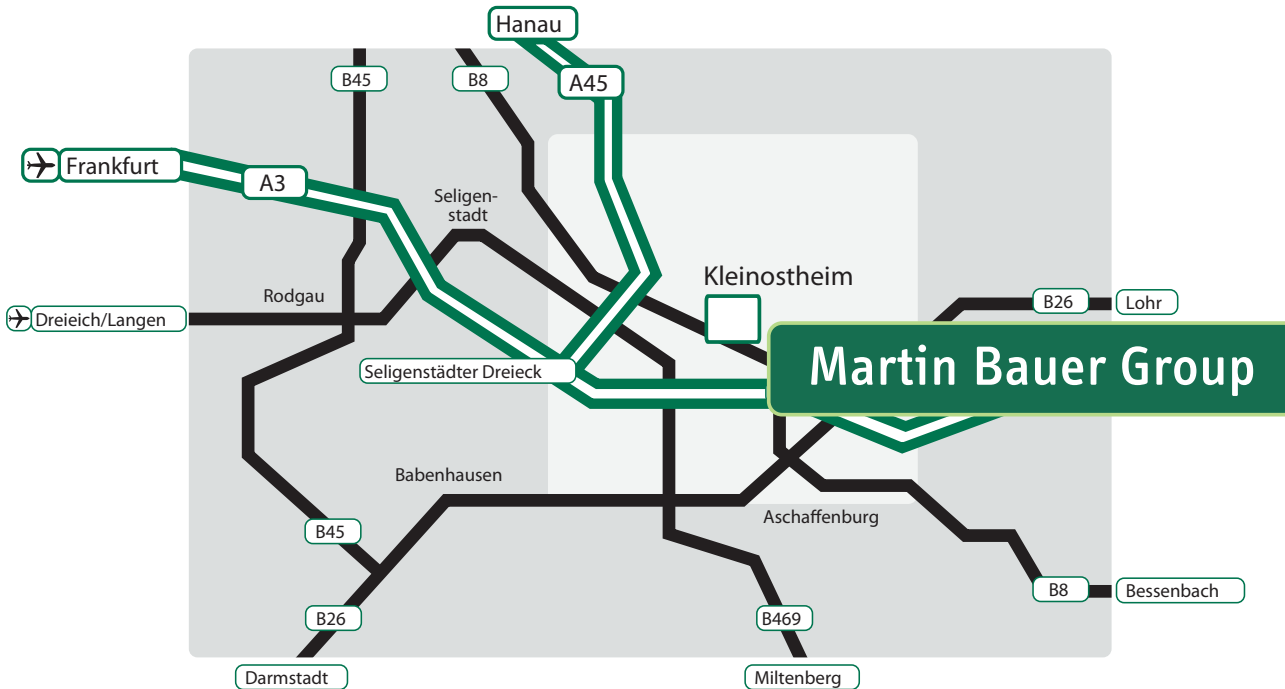 Hanau
B45
B8
A45
Frankfurt
A3
Seligen-
stadt
Kleinostheim
Rodgau
B26
Lohr
Dreieich/Langen
Martin Bauer Group
Seligenstädter Dreieck
Babenhausen
Aschaffenburg
B45
B8
Bessenbach
B26
B469
Darmstadt
Miltenberg